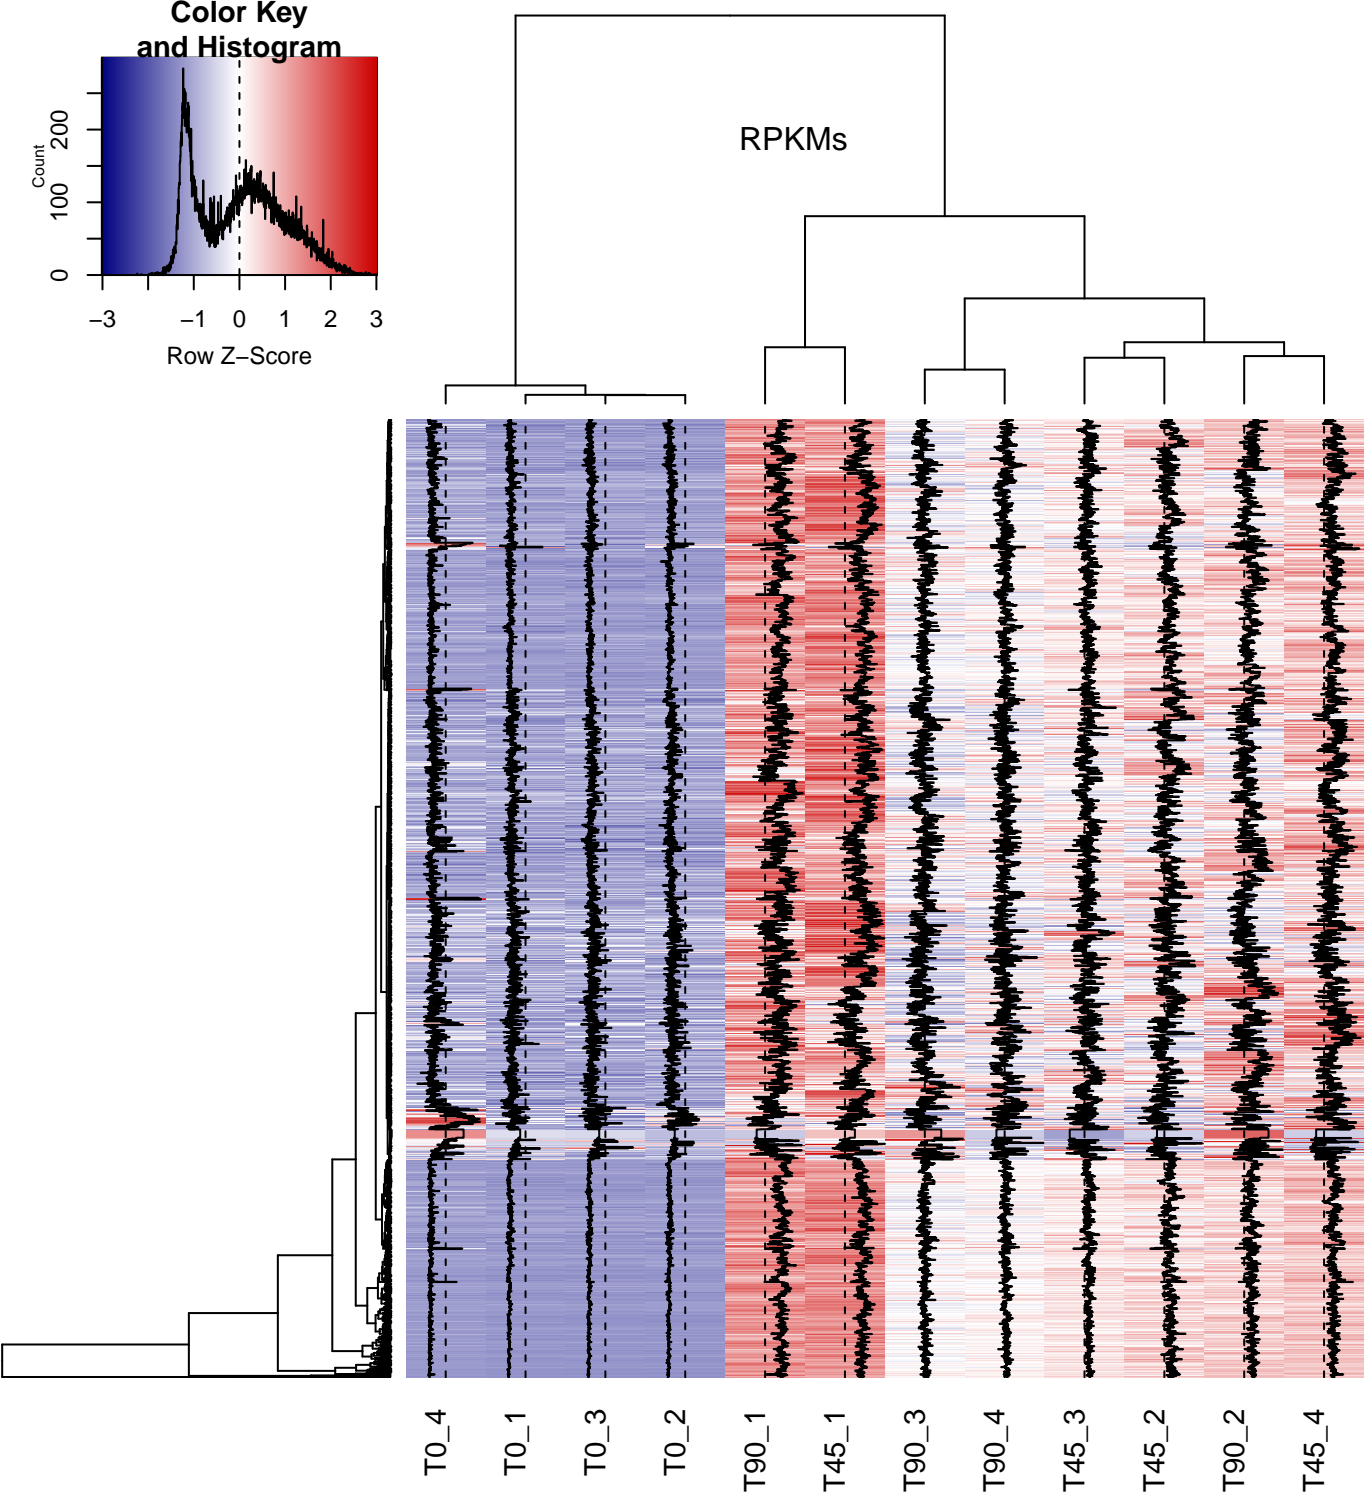 Color Key
and Histogram
Count
0
100
200
−3
−1
0
1
2
3
Row Z−Score
RPKMs
T0_4
T0_1
T0_3
T0_2
T90_1
T45_1
T90_3
T90_4
T45_3
T45_2
T90_2
T45_4